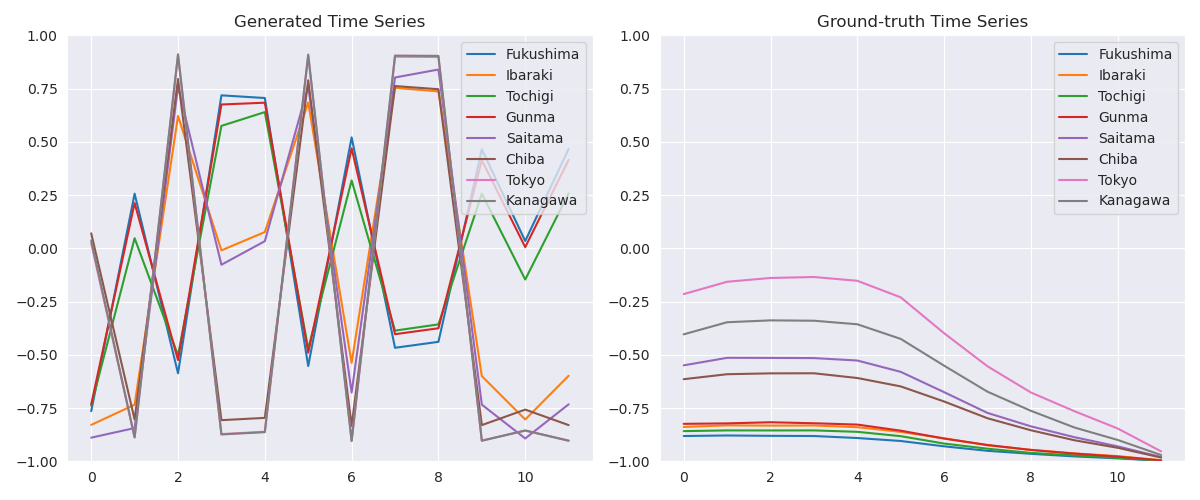 Generated Time Series
1.00
0.75
0.50
0.25
0.00
−0.25
−0.50
−0.75
−1.00
0 2 4 6 8 10
Fukushima
Ibaraki
Tochigi
Gunma
Saitama
Chiba
Tokyo
Kanagawa
Ground-truth Time Series
1.00
0.75
0.50
0.25
0.00
−0.25
−0.50
−0.75
−1.00
0 2 4 6 8 10
Fukushima
Ibaraki
Tochigi
Gunma
Saitama
Chiba
Tokyo
Kanagawa